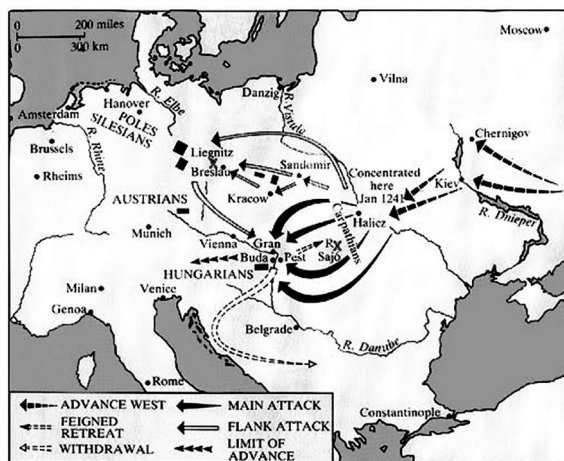 0 200 miles
0 300 km
Moscow
Vilna
Danzig
R. Vistula
Hanover
R. Elbe
Amsterdam
POLES
SILESIANS
Brussels
R. Rhine
Rheims
Liegnitz
Breslau
Sandomir
Kracow
Chernigov
Concentrated
here
Jan 1241
Kiev
R. Dnieper
Halicz
Carpathians
AUSTRIANS
Munich
Vienna
Gran
Buda
Pest
R.
Sajó
HUNGARIANS
Milan
Venice
Genoa
Belgrade
R. Danube
Rome
Constantinople
ADVANCE WEST
MAIN ATTACK
FEIGNED
RETREAT
FLANK ATTACK
WITHDRAWAL
LIMIT OF
ADVANCE